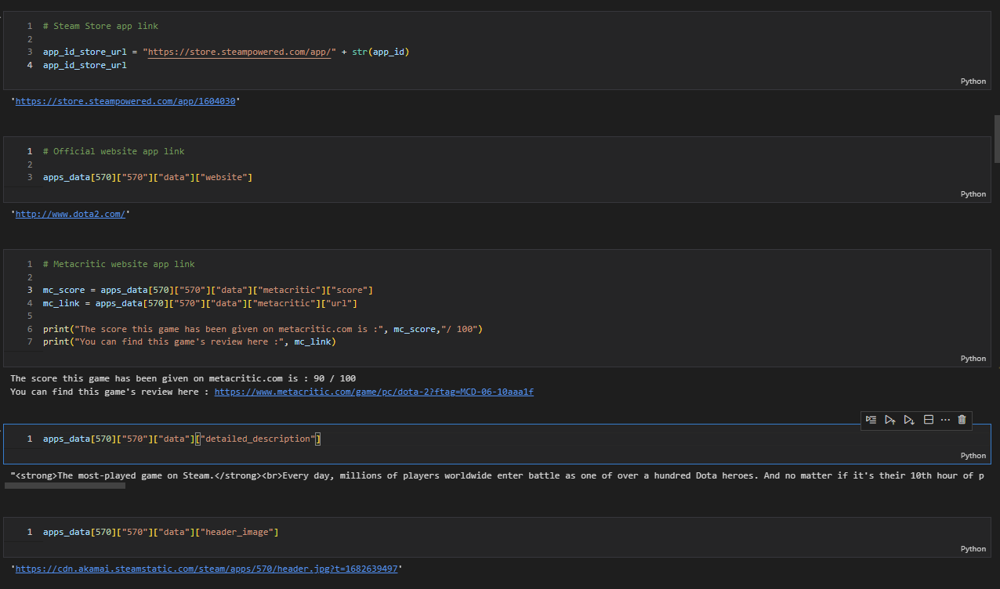 1 # Steam Store app link
2
3 app_id_store_url = "https://store.steampowered.com/app/" + str(app_id)
4 app_id_store_url
Python
'https://store.steampowered.com/app/1604030'
1 # Official website app link
2
3 apps_data[570]["570"]["data"]["website"]
Python
'http://www.dota2.com/'
1 # Metacritic website app link
2
3 mc_score = apps_data[570]["570"]["data"]["metacritic"]["score"]
4 mc_link = apps_data[570]["570"]["data"]["metacritic"]["url"]
5
6 print("The score this game has been given on metacritic.com is :", mc_score,"/ 100")
7 print("You can find this game's review here :", mc_link)
Python
The score this game has been given on metacritic.com is : 90 / 100
You can find this game's review here : https://www.metacritic.com/game/pc/dota-2?ftag=MCD-06-10aaa1f
1 apps_data[570]["570"]["data"]["detailed_description"]
Python
"<strong>The most-played game on Steam.</strong><br>Every day, millions of players worldwide enter battle as one of over a hundred Dota heroes. And no matter if it's their 10th hour of p
1 apps_data[570]["570"]["data"]["header_image"]
Python
'https://cdn.akamai.steamstatic.com/steam/apps/570/header.jpg?t=1682639497'